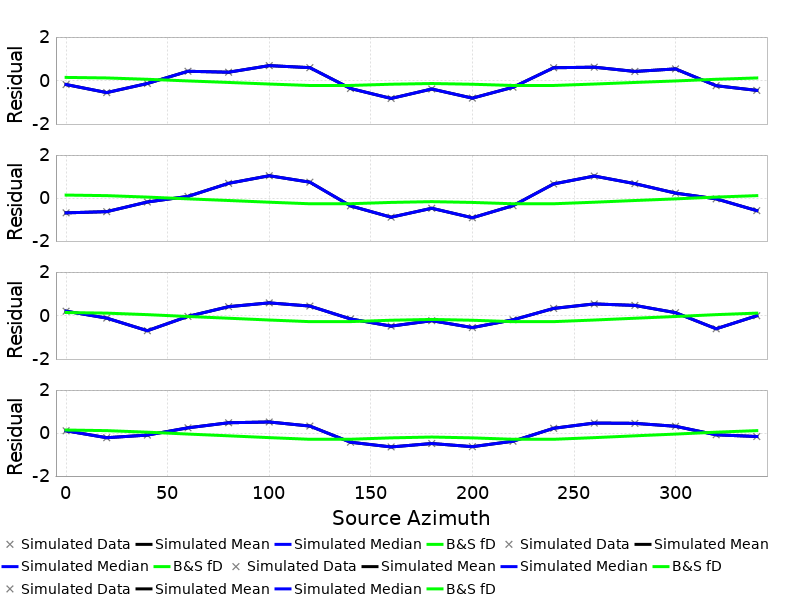 2
0
-2
Residual
2
0
-2
Residual
2
0
-2
Residual
2
0
-2
Residual
0 50 100 150 200 250 300
Source Azimuth
× Simulated Data Simulated Mean Simulated Median B&S fD × Simulated Data Simulated Mean
Simulated Median B&S fD × Simulated Data Simulated Mean Simulated Median B&S fD
× Simulated Data Simulated Mean Simulated Median B&S fD